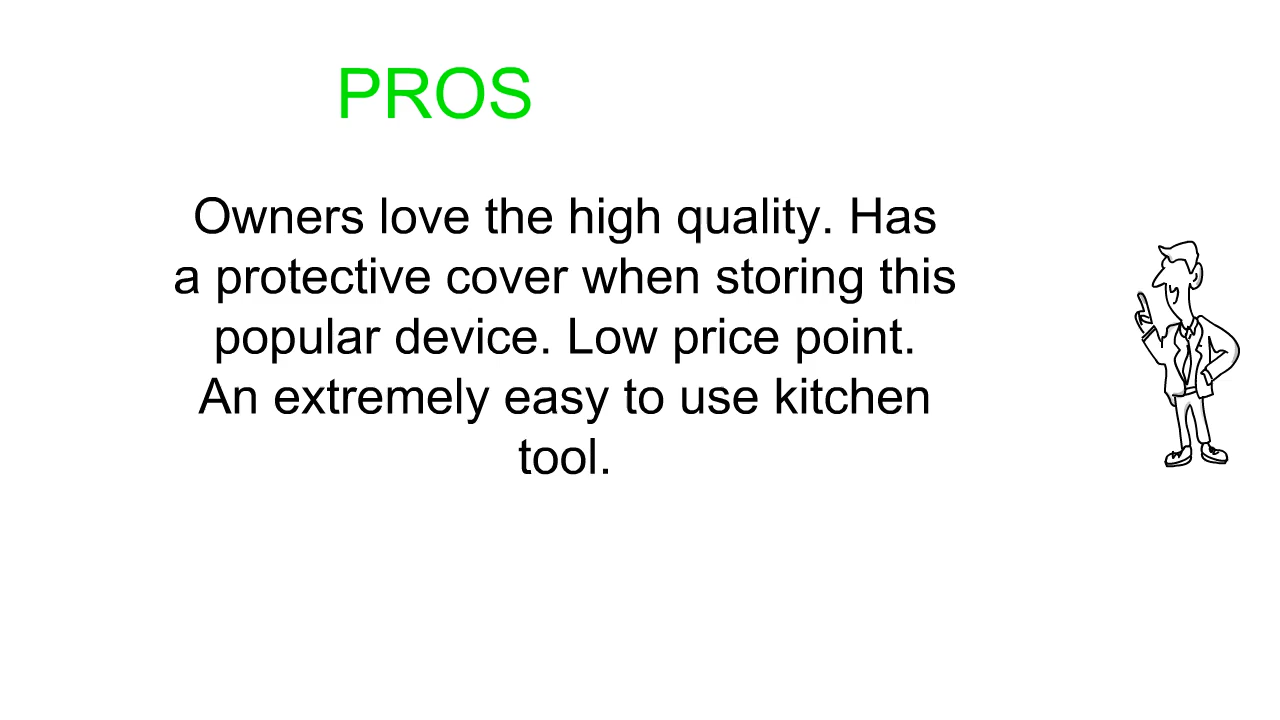 PROS
Owners love the high quality. Has
a protective cover when storing this
popular device. Low price point.
An extremely easy to use kitchen
tool.